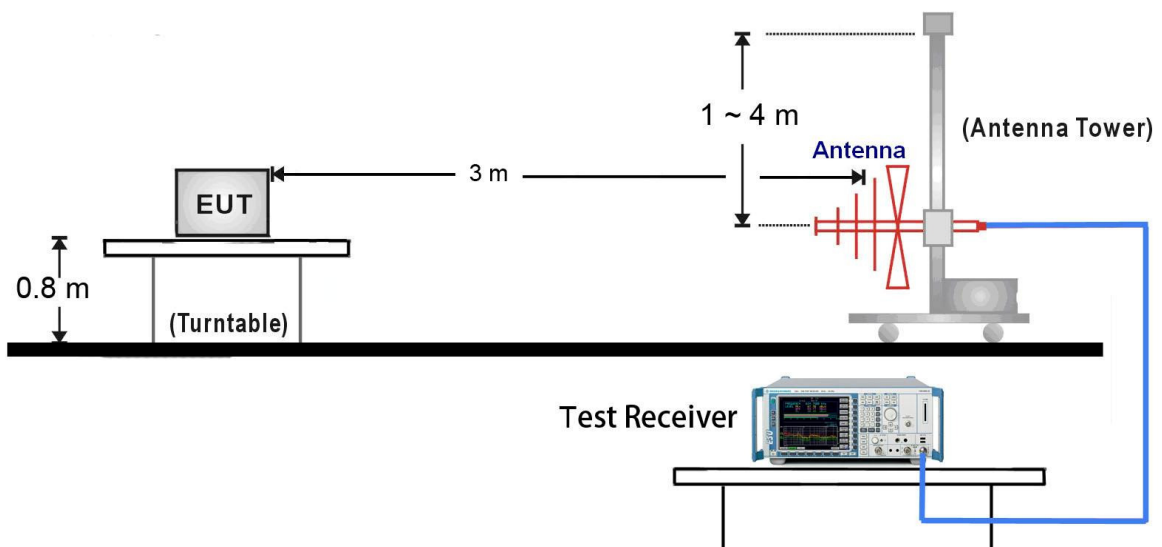 1 ~ 4 m
(Antenna Tower)
Antenna
3 m
EUT
0.8 m
(Turntable)
Test Receiver